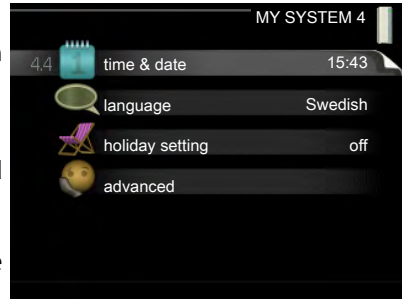 MY SYSTEM 4
4.4 time & date 15:43
language Swedish
holiday setting off
advanced